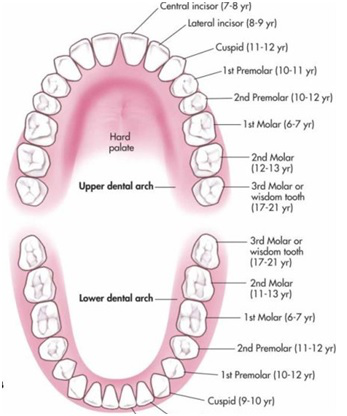 Central incisor (7-8 yr)
Lateral incisor (8-9 yr)
Cuspid (11-12 yr)
1st Premolar (10-11 yr)
2nd Premolar (10-12 yr)
1st Molar (6-7 yr)
Hard
palate
2nd Molar
(12-13 yr)
Upper dental arch
3rd Molar or
wisdom tooth
(17-21 yr)
3rd Molar or
wisdom tooth
(17-21 yr)
2nd Molar
(11-13 yr)
Lower dental arch
1st Molar (6-7 yr)
2nd Premolar (11-12 yr)
1st Premolar (10-12 yr)
Cuspid (9-10 yr)